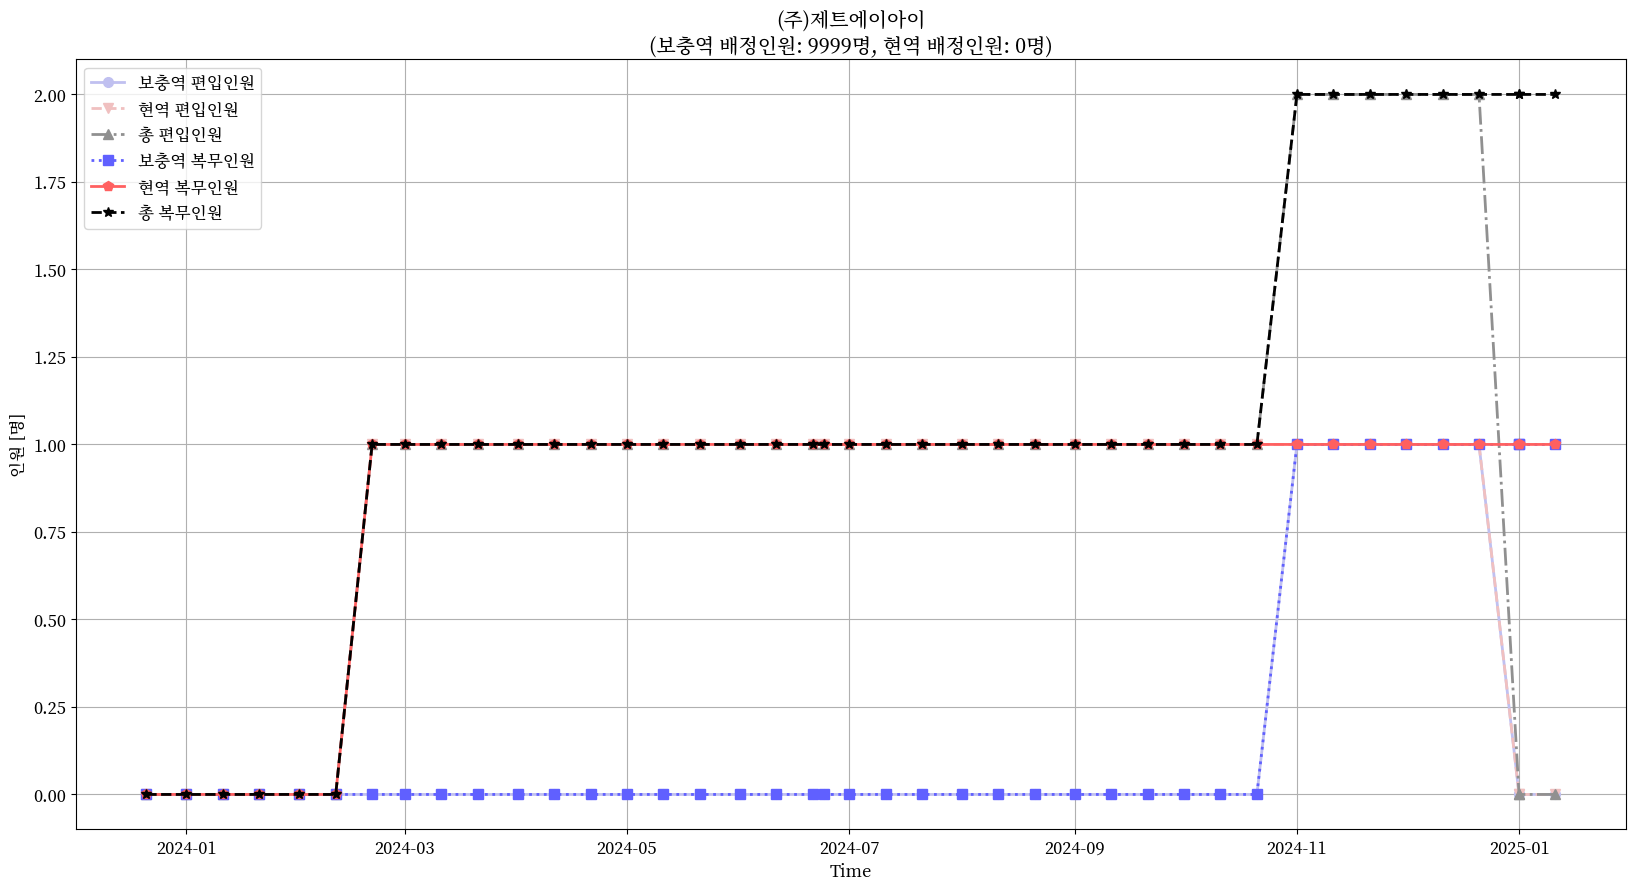 (주)제트에이아이
(보충역 배정인원: 9999명, 현역 배정인원: 0명)
보충역 편입인원
현역 편입인원
총 편입인원
보충역 복무인원
현역 복무인원
총 복무인원
인원 [명]
2.00
1.75
1.50
1.25
1.00
0.75
0.50
0.25
0.00
2024-01 2024-03 2024-05 2024-07 2024-09 2024-11 2025-01
Time